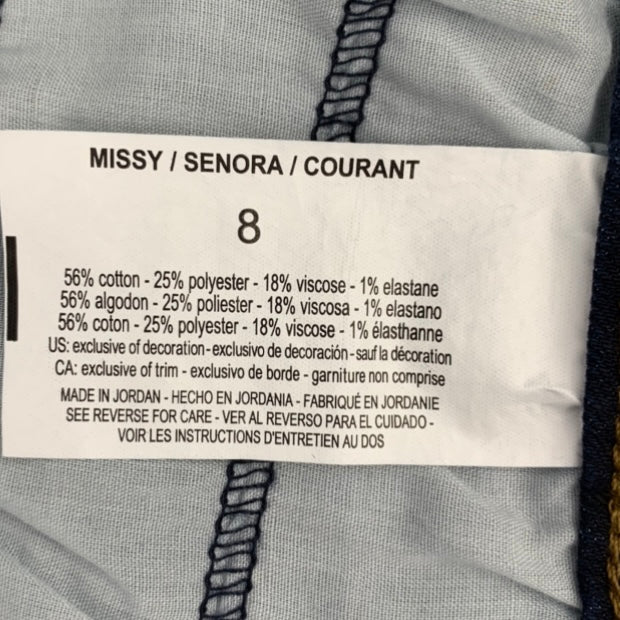 MISSY / SENORA / COURANT
8
56% cotton - 25% polyester - 18% viscose - 1% elastane
56% algodon - 25% poliester - 18% viscosa - 1% elastano
56% coton - 25% polyester - 18% viscose - 1% élasthanne
US: exclusive of decoration - exclusivo de decoración - sauf la décoration
CA: exclusive of trim - exclusivo de borde - garniture non comprise
MADE IN JORDAN - HECHO EN JORDANIA - FABRIQUÉ EN JORDANIE
SEE REVERSE FOR CARE - VER AL REVERSO PARA EL CUIDADO -
VOIR LES INSTRUCTIONS D'ENTRETIEN AU DOS